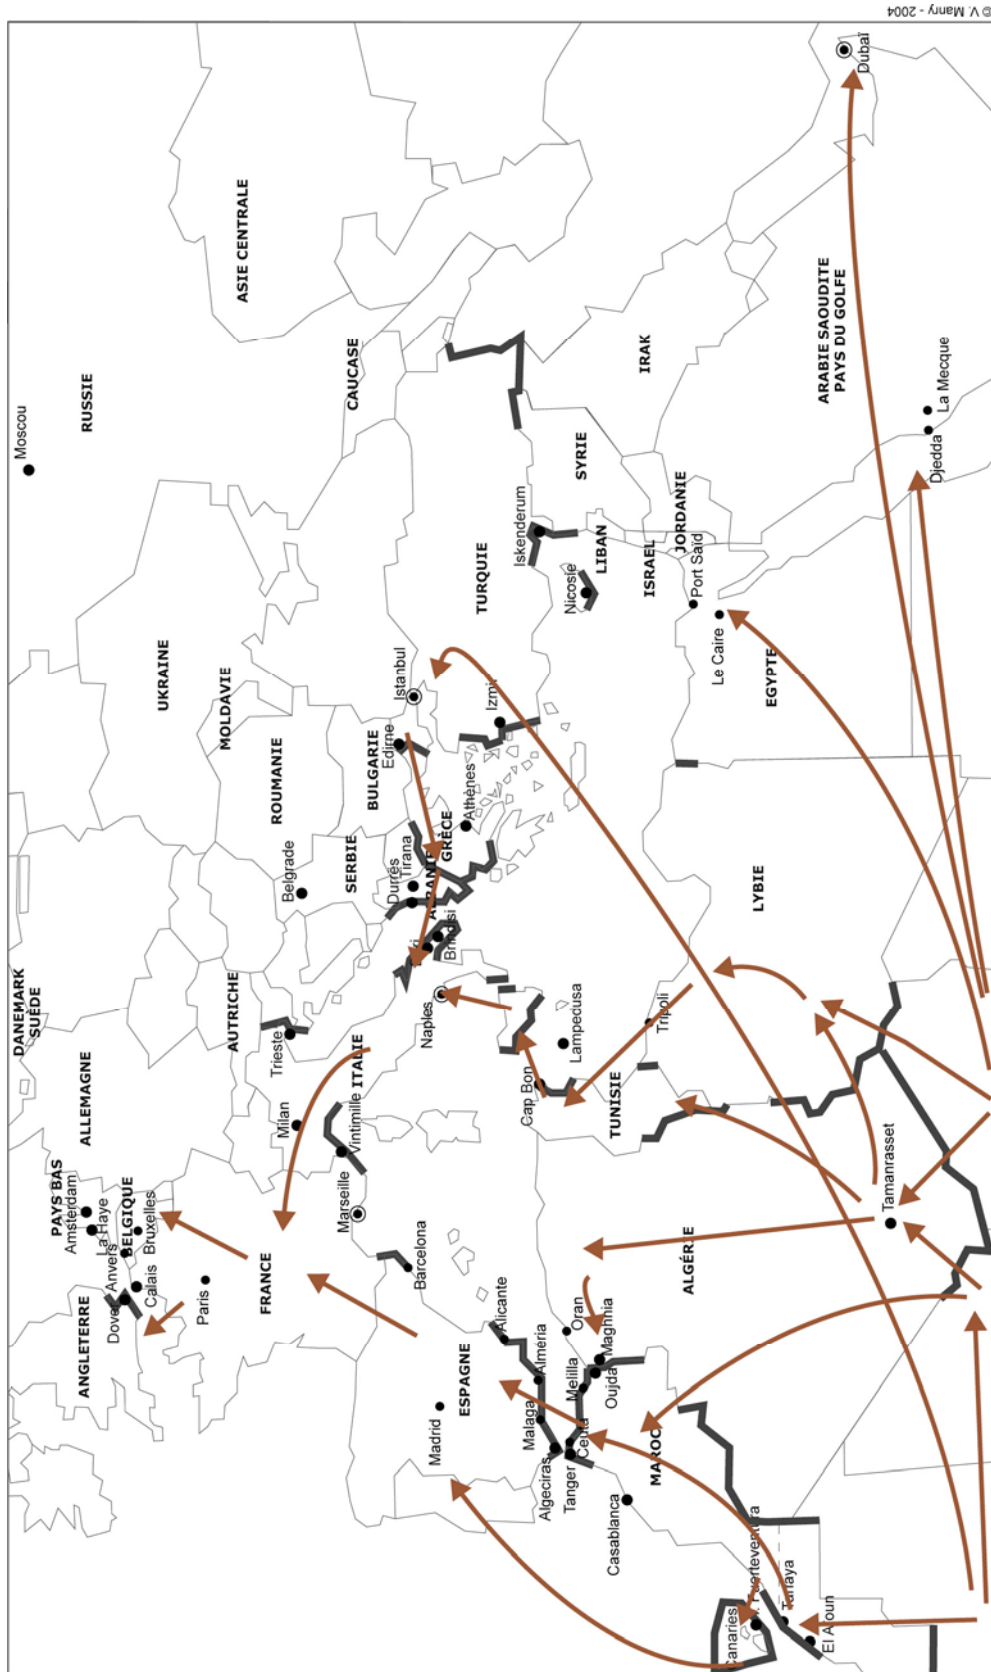 © V. Manry - 2004
DANEMARK
SUÈDE
RUSSIE
Moscou
ASIE CENTRALE
CAUCASE
UKRAINE
MOLDAVIE
ROUMANIE
BULGARIE
SERBIE
Belgrade
AUTRICHE
ALLEMAGNE
PAYS BAS
Amsterdam
La Haye
Anvers
BELGIQUE
Bruxelles
Calais
ANGLETERRE
Paris
FRANCE
Milan
Trieste
ITALIE
Vintimille
Marseille
Barcelona
ESPAGNE
Madrid
Alicante
Alméria
Malaga
Algeciras
Tanger
Ceuta
Melilla
Oujda
Maghnia
Oran
Casablanca
MAROC
Fuerteventura
Canaries
Tarfaya
El Aïoun
ALGÉRIE
Tamanrasset
TUNISIE
Cap Bon
Lampedusa
Tripoli
LYBIE
Naples
Brindisi
Durrës
Tirana
GRÈCE
Athènes
Edirne
Istanbul
Izmir
TURQUIE
Iskenderum
Nicosie
SYRIE
LIBAN
ISRAEL
JORDANIE
Port Saïd
Le Caire
EGYPTE
IRAK
ARABIE SAOUDITE
PAYS DU GOLFE
La Mecque
Djedda
Dubaï